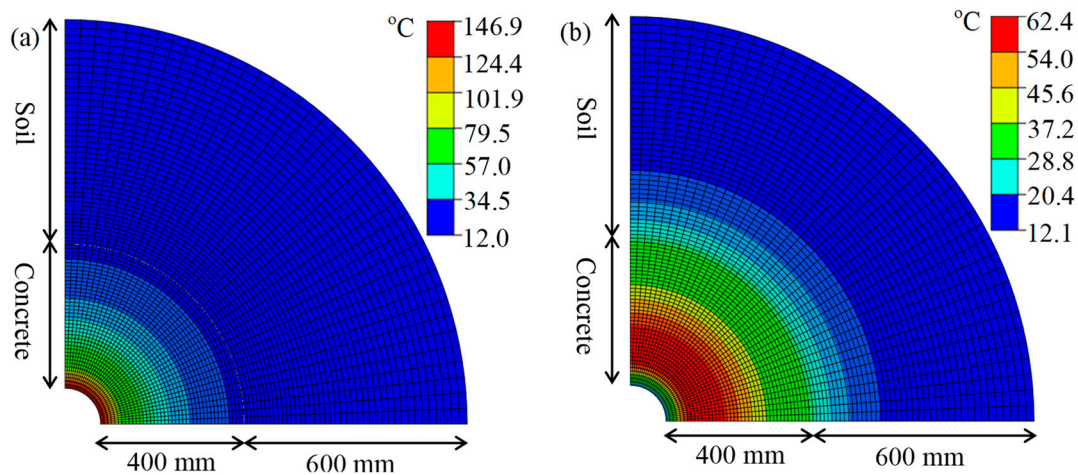 (a)
Soil
Concrete
400 mm
600 mm
ºC
146.9
124.4
101.9
79.5
57.0
34.5
12.0
(b)
Soil
Concrete
400 mm
600 mm
ºC
62.4
54.0
45.6
37.2
28.8
20.4
12.1